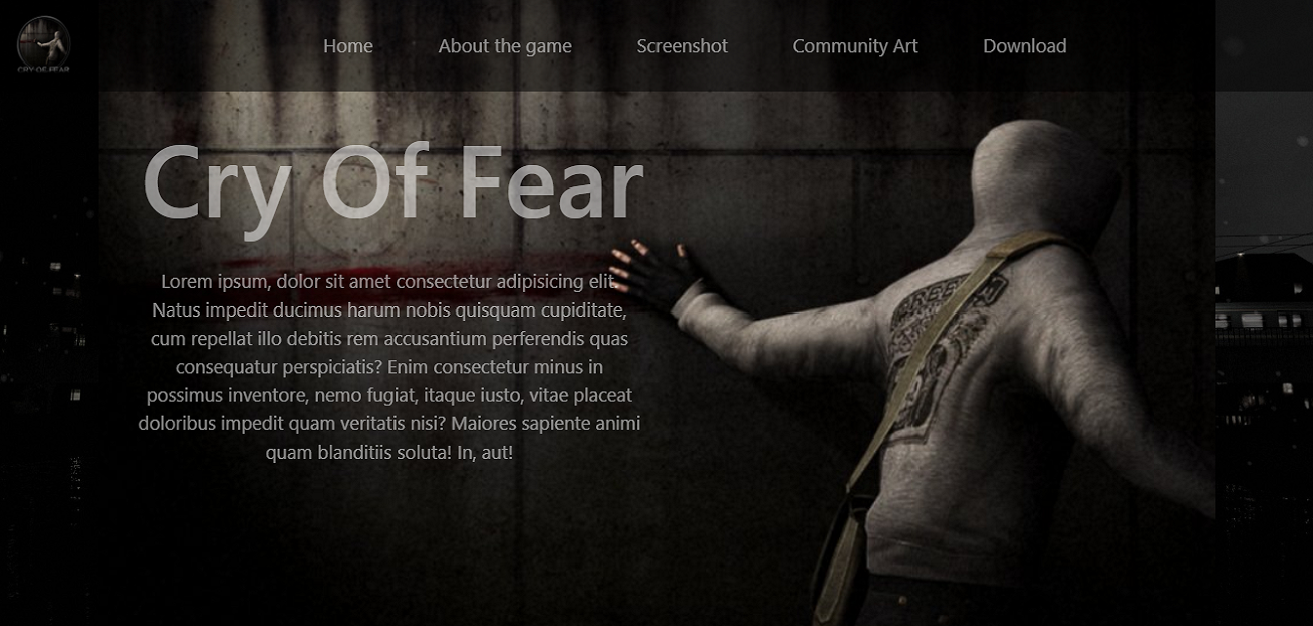 CRY OF FEAR
Home
About the game
Screenshot
Community Art
Download
Cry Of Fear
Lorem ipsum, dolor sit amet consectetur adipisicing elit.
Natus impedit ducimus harum nobis quisquam cupiditate,
cum repellat illo debitis rem accusantium perferendis quas
consequatur perspiciatis? Enim consectetur minus in
possimus inventore, nemo fugiat, itaque iusto, vitae placeat
doloribus impedit quam veritatis nisi? Maiores sapiente animi
quam blanditiis soluta! In, aut!